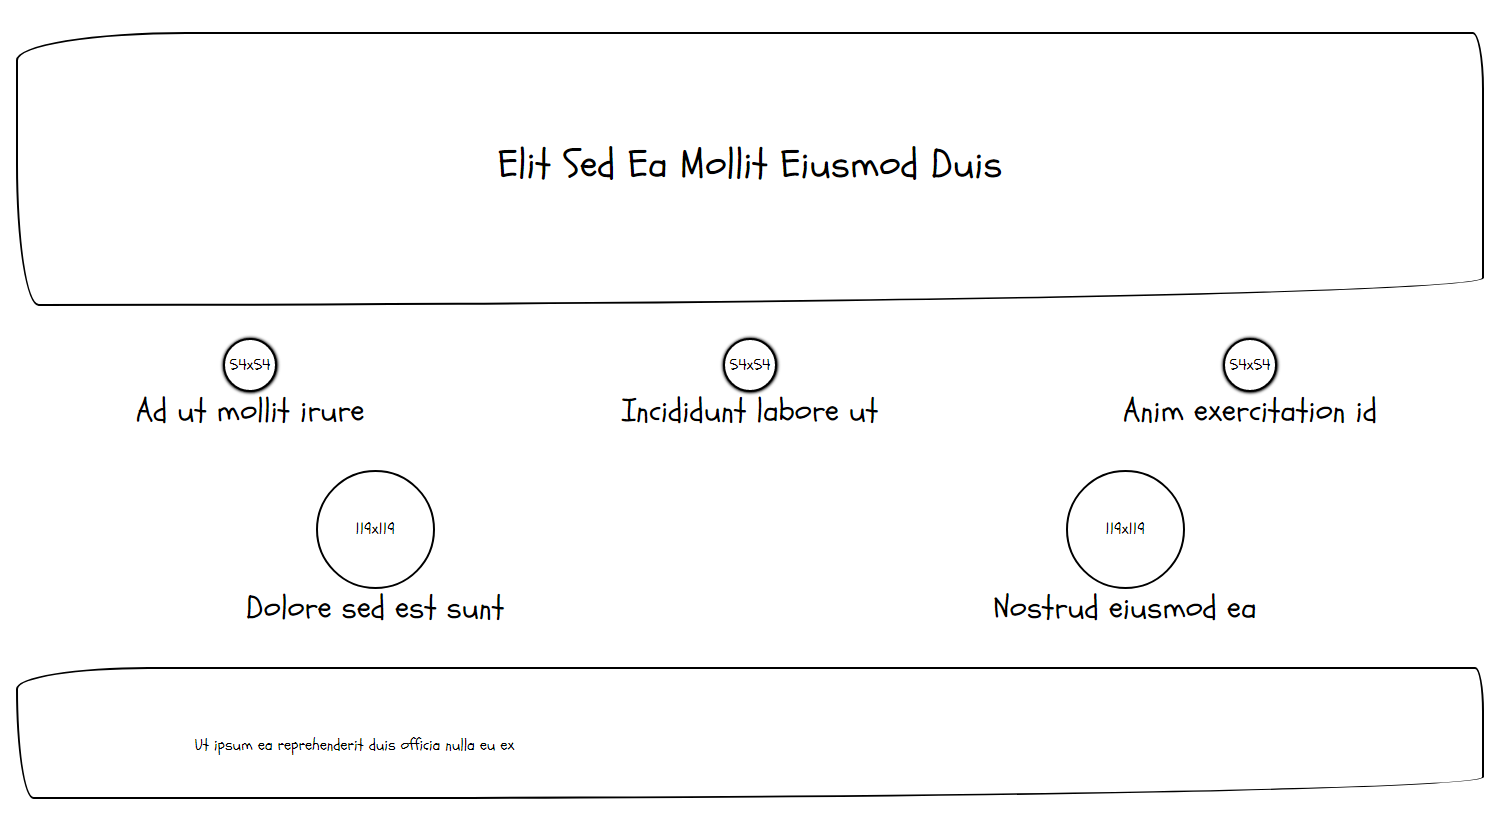 Elit Sed Ea Mollit Eiusmod Duis
54x54
54x54
54x54
Ad ut mollit irure
Incididunt labore ut
Anim exercitation id
119x119
119x119
Dolore sed est sunt
Nostrud eiusmod ea
Ut ipsum ea reprehenderit duis officia nulla eu ex